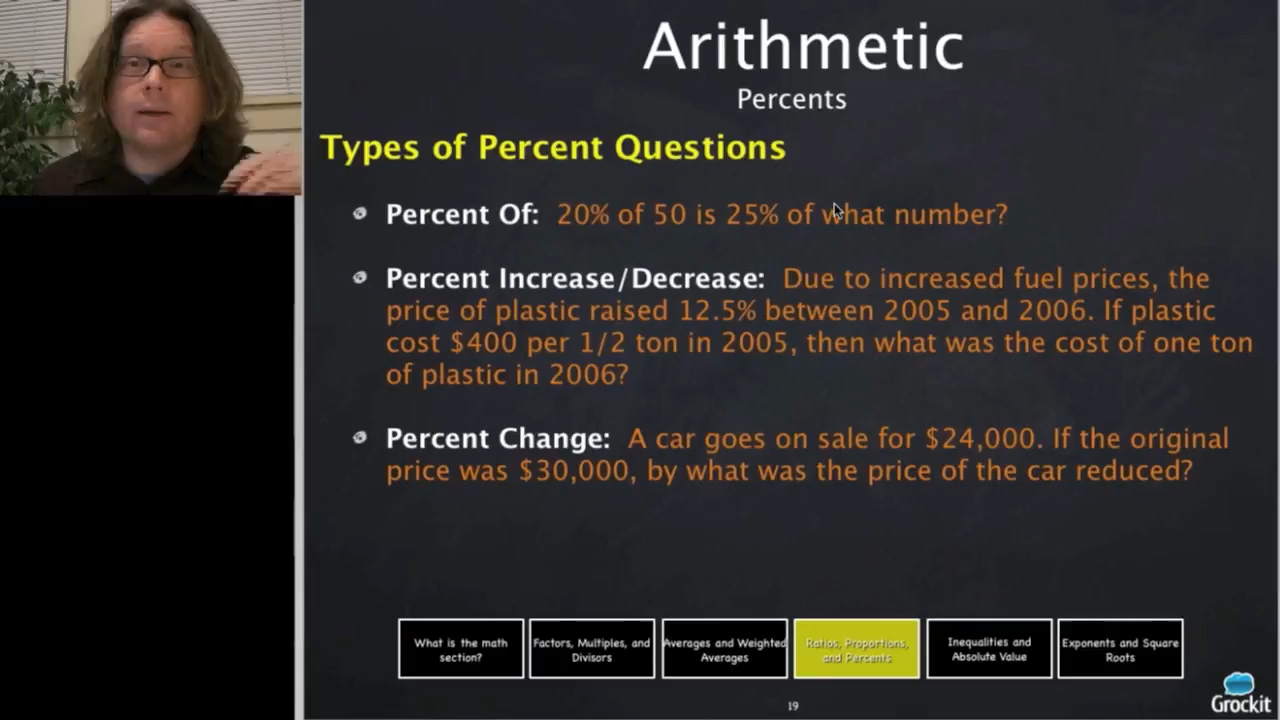 Arithmetic
Percents
Types of Percent Questions
Percent Of: 20% of 50 is 25% of what number?
Percent Increase/Decrease: Due to increased fuel prices, the
price of plastic raised 12.5% between 2005 and 2006. If plastic
cost $400 per 1/2 ton in 2005, then what was the cost of one ton
of plastic in 2006?
Percent Change: A car goes on sale for $24,000. If the original
price was $30,000, by what was the price of the car reduced?
What is the math
section?
Factors, Multiples, and
Divisors
Averages and Weighted
Averages
Ratios, Proportions,
and Percents
Inequalities and
Absolute Value
Exponents and Square
Roots
19
Grockit